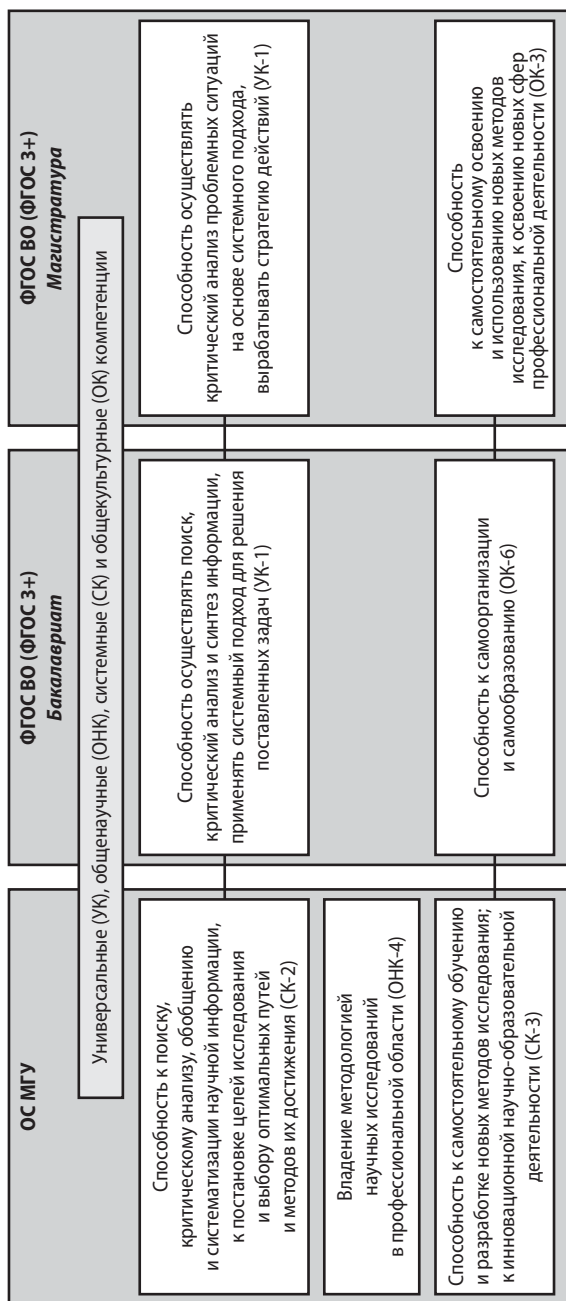 ОС МГУ
ФГОС ВО (ФГОС 3+)
Бакалавриат
ФГОС ВО (ФГОС 3+)
Магистратура
Универсальные (УК), общенаучные (ОНК), системные (СК) и общекультурные (ОК) компетенции
Способность к поиску,
критическому анализу, обобщению
и систематизации научной информации,
к постановке целей исследования
и выбору оптимальных путей
и методов их достижения (СК-2)
Способность осуществлять поиск,
критический анализ и синтез информации,
применять системный подход для решения
поставленных задач (УК-1)
Способность осуществлять
критический анализ проблемных ситуаций
на основе системного подхода,
вырабатывать стратегию действий (УК-1)
Владение методологией
научных исследований
в профессиональной области (ОНК-4)
Способность к самостоятельному обучению
и разработке новых методов исследования;
к инновационной научно-образовательной
деятельности (СК-3)
Способность к самоорганизации
и самообразованию (ОК-6)
Способность
к самостоятельному освоению
и использованию новых методов
исследования, к освоению новых сфер
профессиональной деятельности (ОК-3)